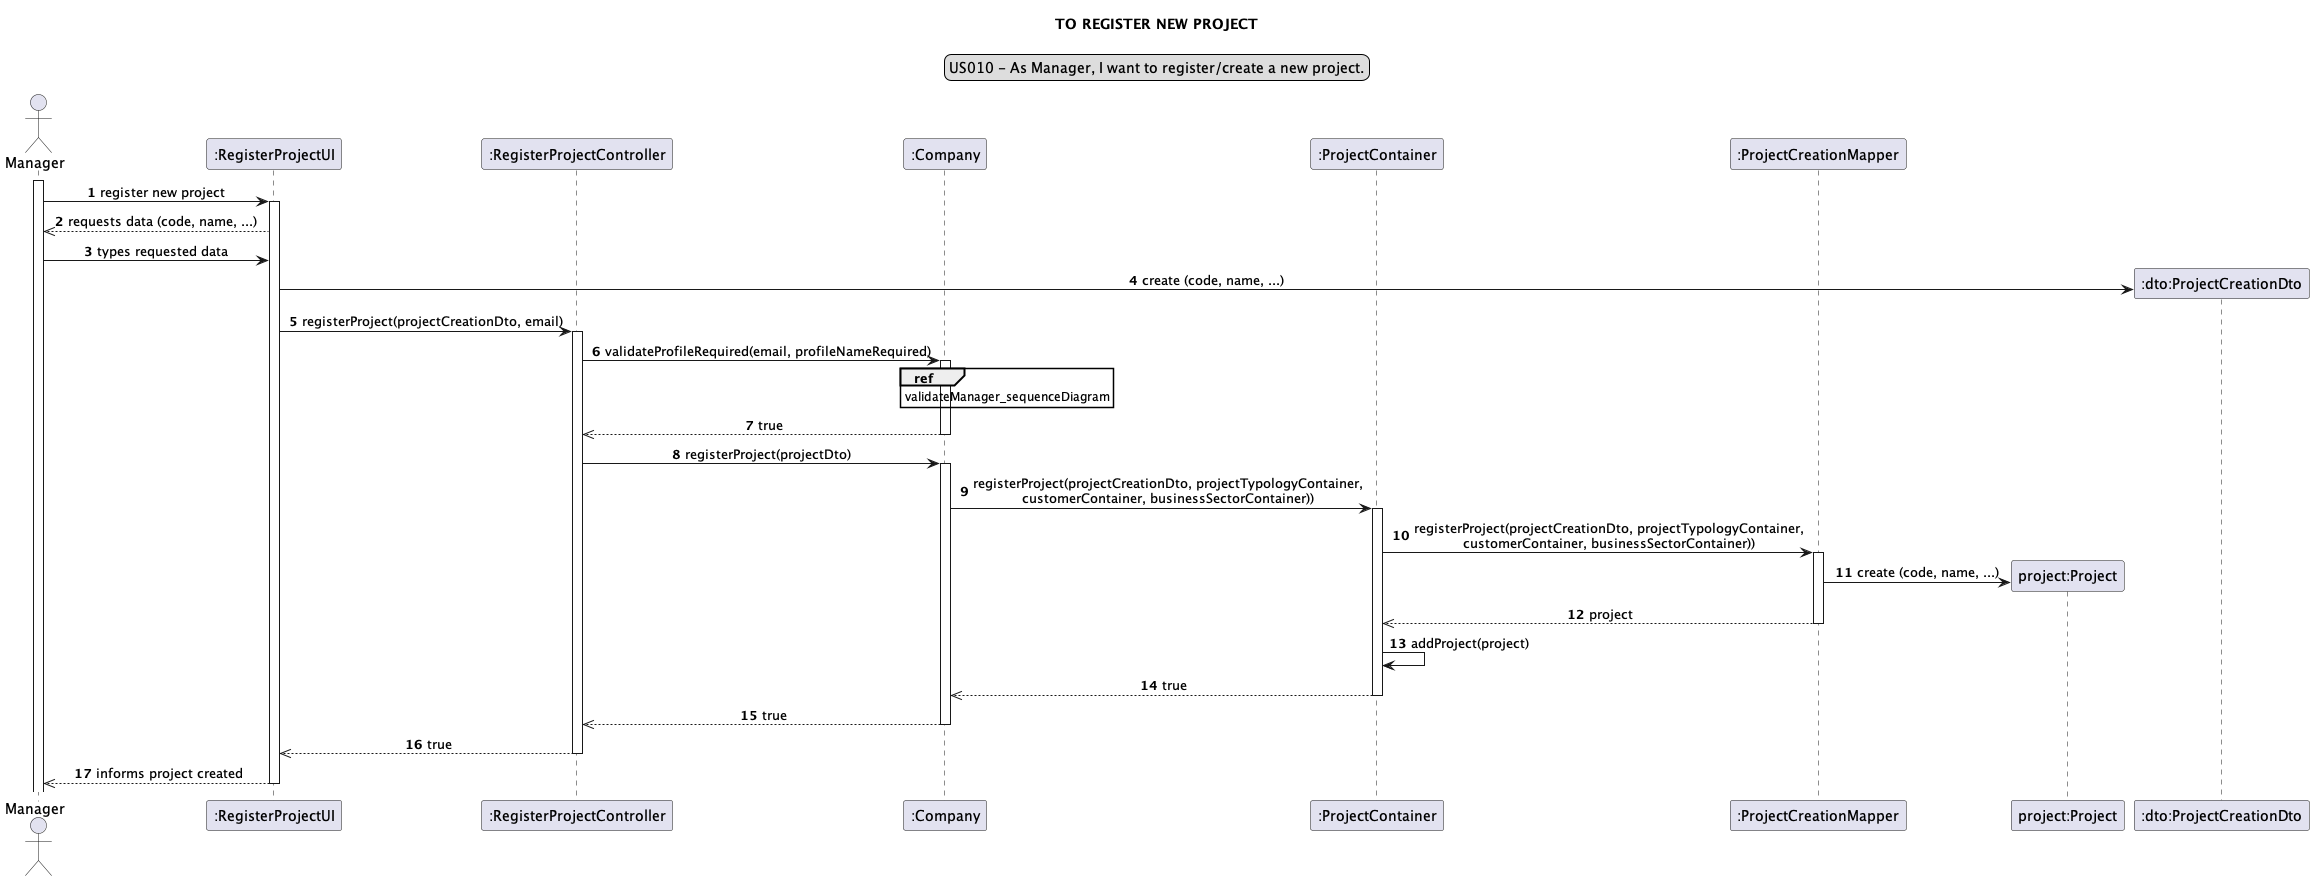 TO REGISTER NEW PROJECT
US010 – As Manager, I want to register/create a new project.
Manager
:RegisterProjectUI
:RegisterProjectController
:Company
:ProjectContainer
:ProjectCreationMapper
1 register new project
2 requests data (code, name, ...)
3 types requested data
4 create (code, name, ...)
:dto:ProjectCreationDto
5 registerProject(projectCreationDto, email)
6 validateProfileRequired(email, profileNameRequired)
ref
validateManager_sequenceDiagram
7 true
8 registerProject(projectDto)
9 registerProject(projectCreationDto, projectTypologyContainer,
customerContainer, businessSectorContainer))
10 registerProject(projectCreationDto, projectTypologyContainer,
customerContainer, businessSectorContainer))
11 create (code, name, ...)
project:Project
12 project
13 addProject(project)
14 true
15 true
16 true
17 informs project created
Manager
:RegisterProjectUI
:RegisterProjectController
:Company
:ProjectContainer
:ProjectCreationMapper
project:Project
:dto:ProjectCreationDto